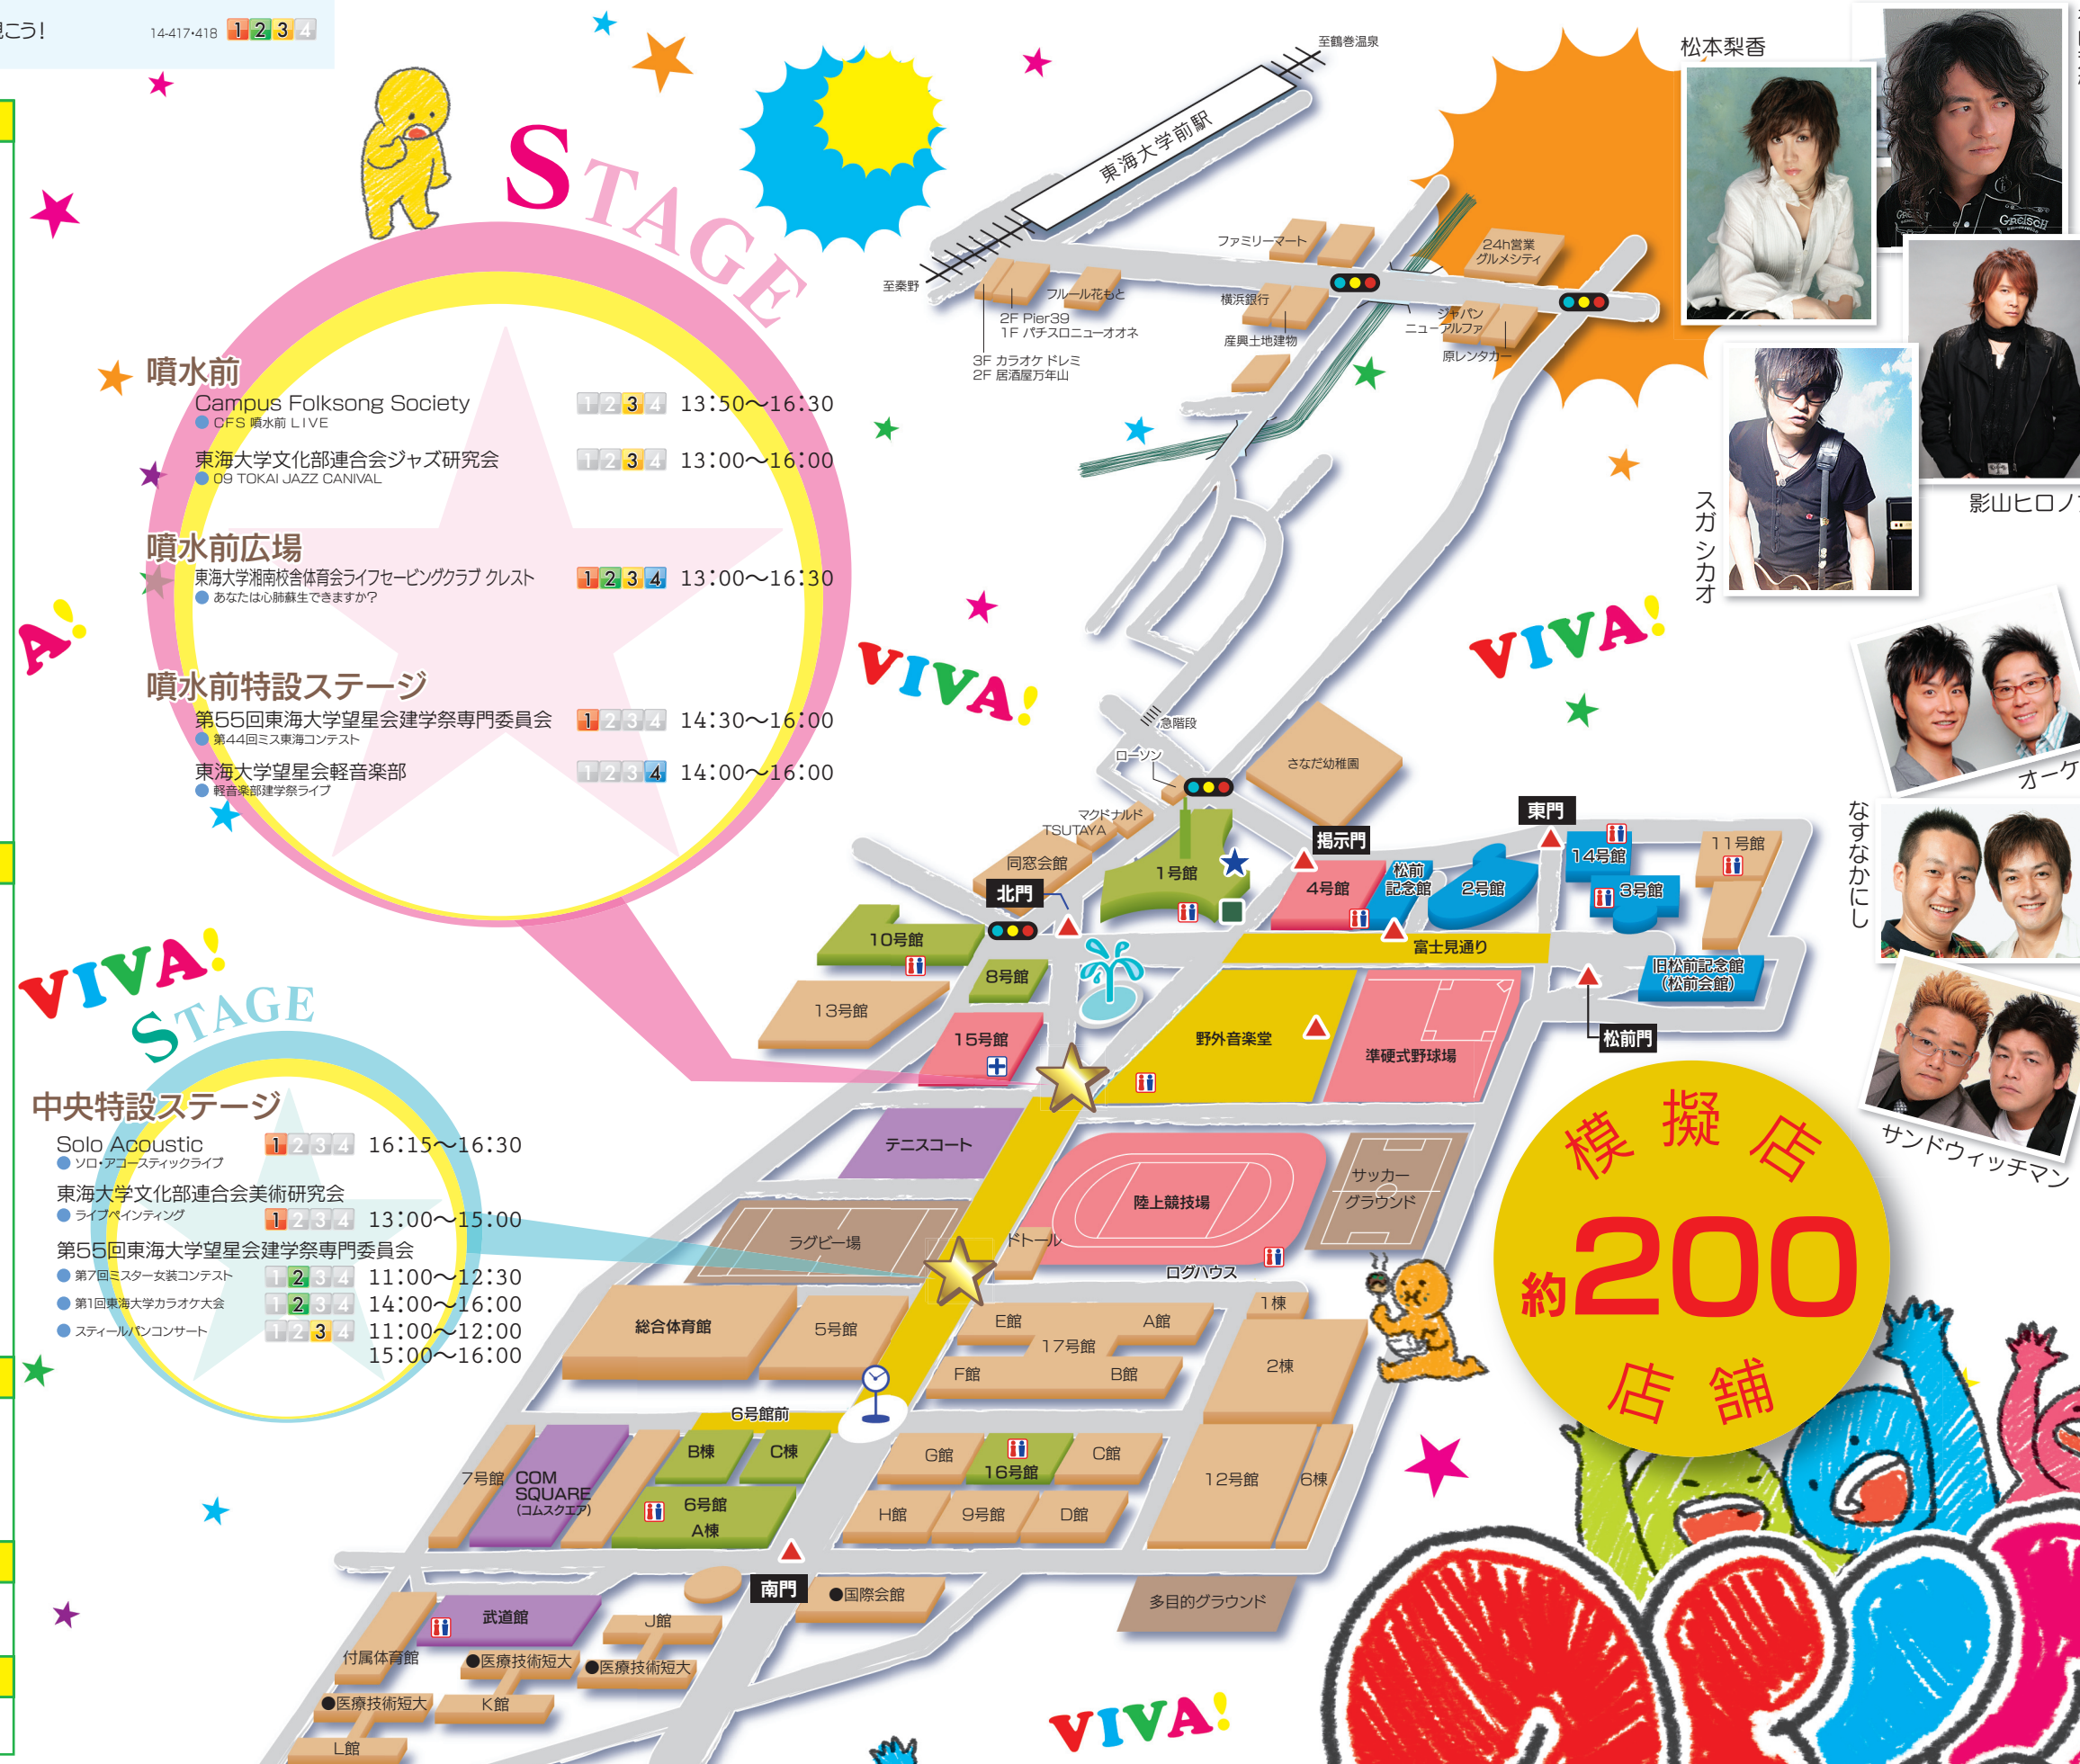 見こう!
14-417・418 1 2 3 4
STAGE
噴水前
Campus Folksong Society 1 2 3 4 13:50〜16:30
● CFS 噴水前 LIVE
東海大学文化部連合会ジャズ研究会 1 2 3 4 13:00〜16:00
● 09 TOKAI JAZZ CANIVAL
噴水前広場
東海大学湘南校舎体育会ライフセービングクラブ クレスト 1 2 3 4 13:00〜16:30
● あなたは心肺蘇生できますか?
噴水前特設ステージ
第55回東海大学望星会建学祭専門委員会 1 2 3 4 14:30〜16:00
● 第44回ミス東海コンテスト
東海大学望星会軽音楽部 1 2 3 4 14:00〜16:00
● 軽音楽部建学祭ライブ
A!
VIVA!
STAGE
中央特設ステージ
Solo Acoustic 1 2 3 4 16:15〜16:30
● ソロ・アコースティックライブ
東海大学文化部連合会美術研究会
● ライブペインティング 1 2 3 4 13:00〜15:00
第55回東海大学望星会建学祭専門委員会
● 第7回ミスター女装コンテスト 1 2 3 4 11:00〜12:30
● 第1回東海大学カラオケ大会 1 2 3 4 14:00〜16:00
● スティールパンコンサート 1 2 3 4 11:00〜12:00
15:00〜16:00
至鶴巻温泉
東海大学前駅
至秦野
ファミリーマート
24h営業
グルメシティ
フルール花もと
2F Pier39
1F パチスロニューオオネ
3F カラオケ ドレミ
2F 居酒屋万年山
横浜銀行
産興土地建物
ジャパン
ニューアルファ
原レンタカー
VIVA!
VIVA!
急階段
ローソン
さなだ幼稚園
マクドナルド
TSUTAYA
同窓会館
北門
1号館
掲示門
4号館
松前
記念館
2号館
東門
14号館
3号館
11号館
10号館
8号館
富士見通り
旧松前記念館
(松前会館)
13号館
15号館
野外音楽堂
準硬式野球場
松前門
テニスコート
陸上競技場
サッカー
グラウンド
ラグビー場
ドトール
ログハウス
総合体育館
5号館
E館
A館
17号館
F館
B館
1棟
2棟
6号館前
B棟
C棟
G館
16号館
C館
7号館
COM
SQUARE
(コムスクエア)
6号館
A棟
H館
9号館
D館
12号館
6棟
南門
●国際会館
多目的グラウンド
武道館
J館
付属体育館
●医療技術短大
●医療技術短大
●医療技術短大
K館
L館
VIVA!
松本梨香
スガ シカオ
影山ヒロノブ
オーケ
なすなかにし
サンドウィッチマン
模擬店
約200
店舗